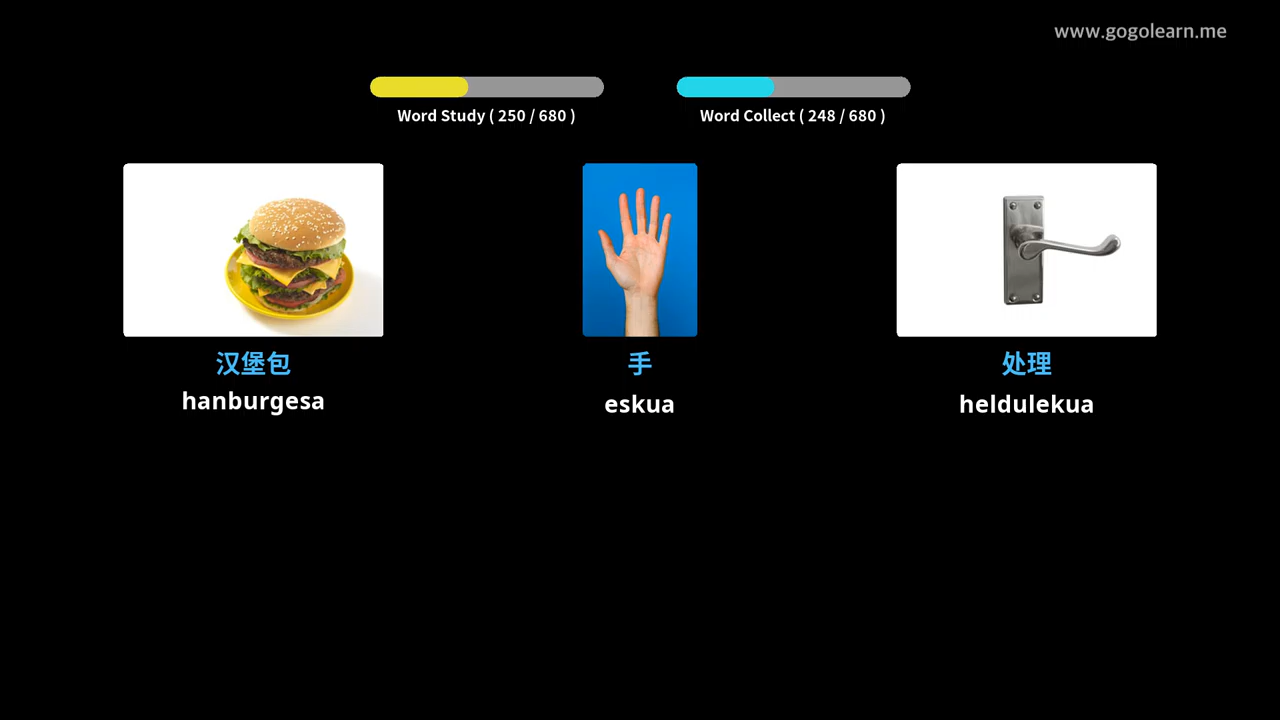 www.gogolearn.me
Word Study ( 250 / 680 )
Word Collect ( 248 / 680 )
汉堡包
手
处理
hanburgesa
eskua
heldulekua